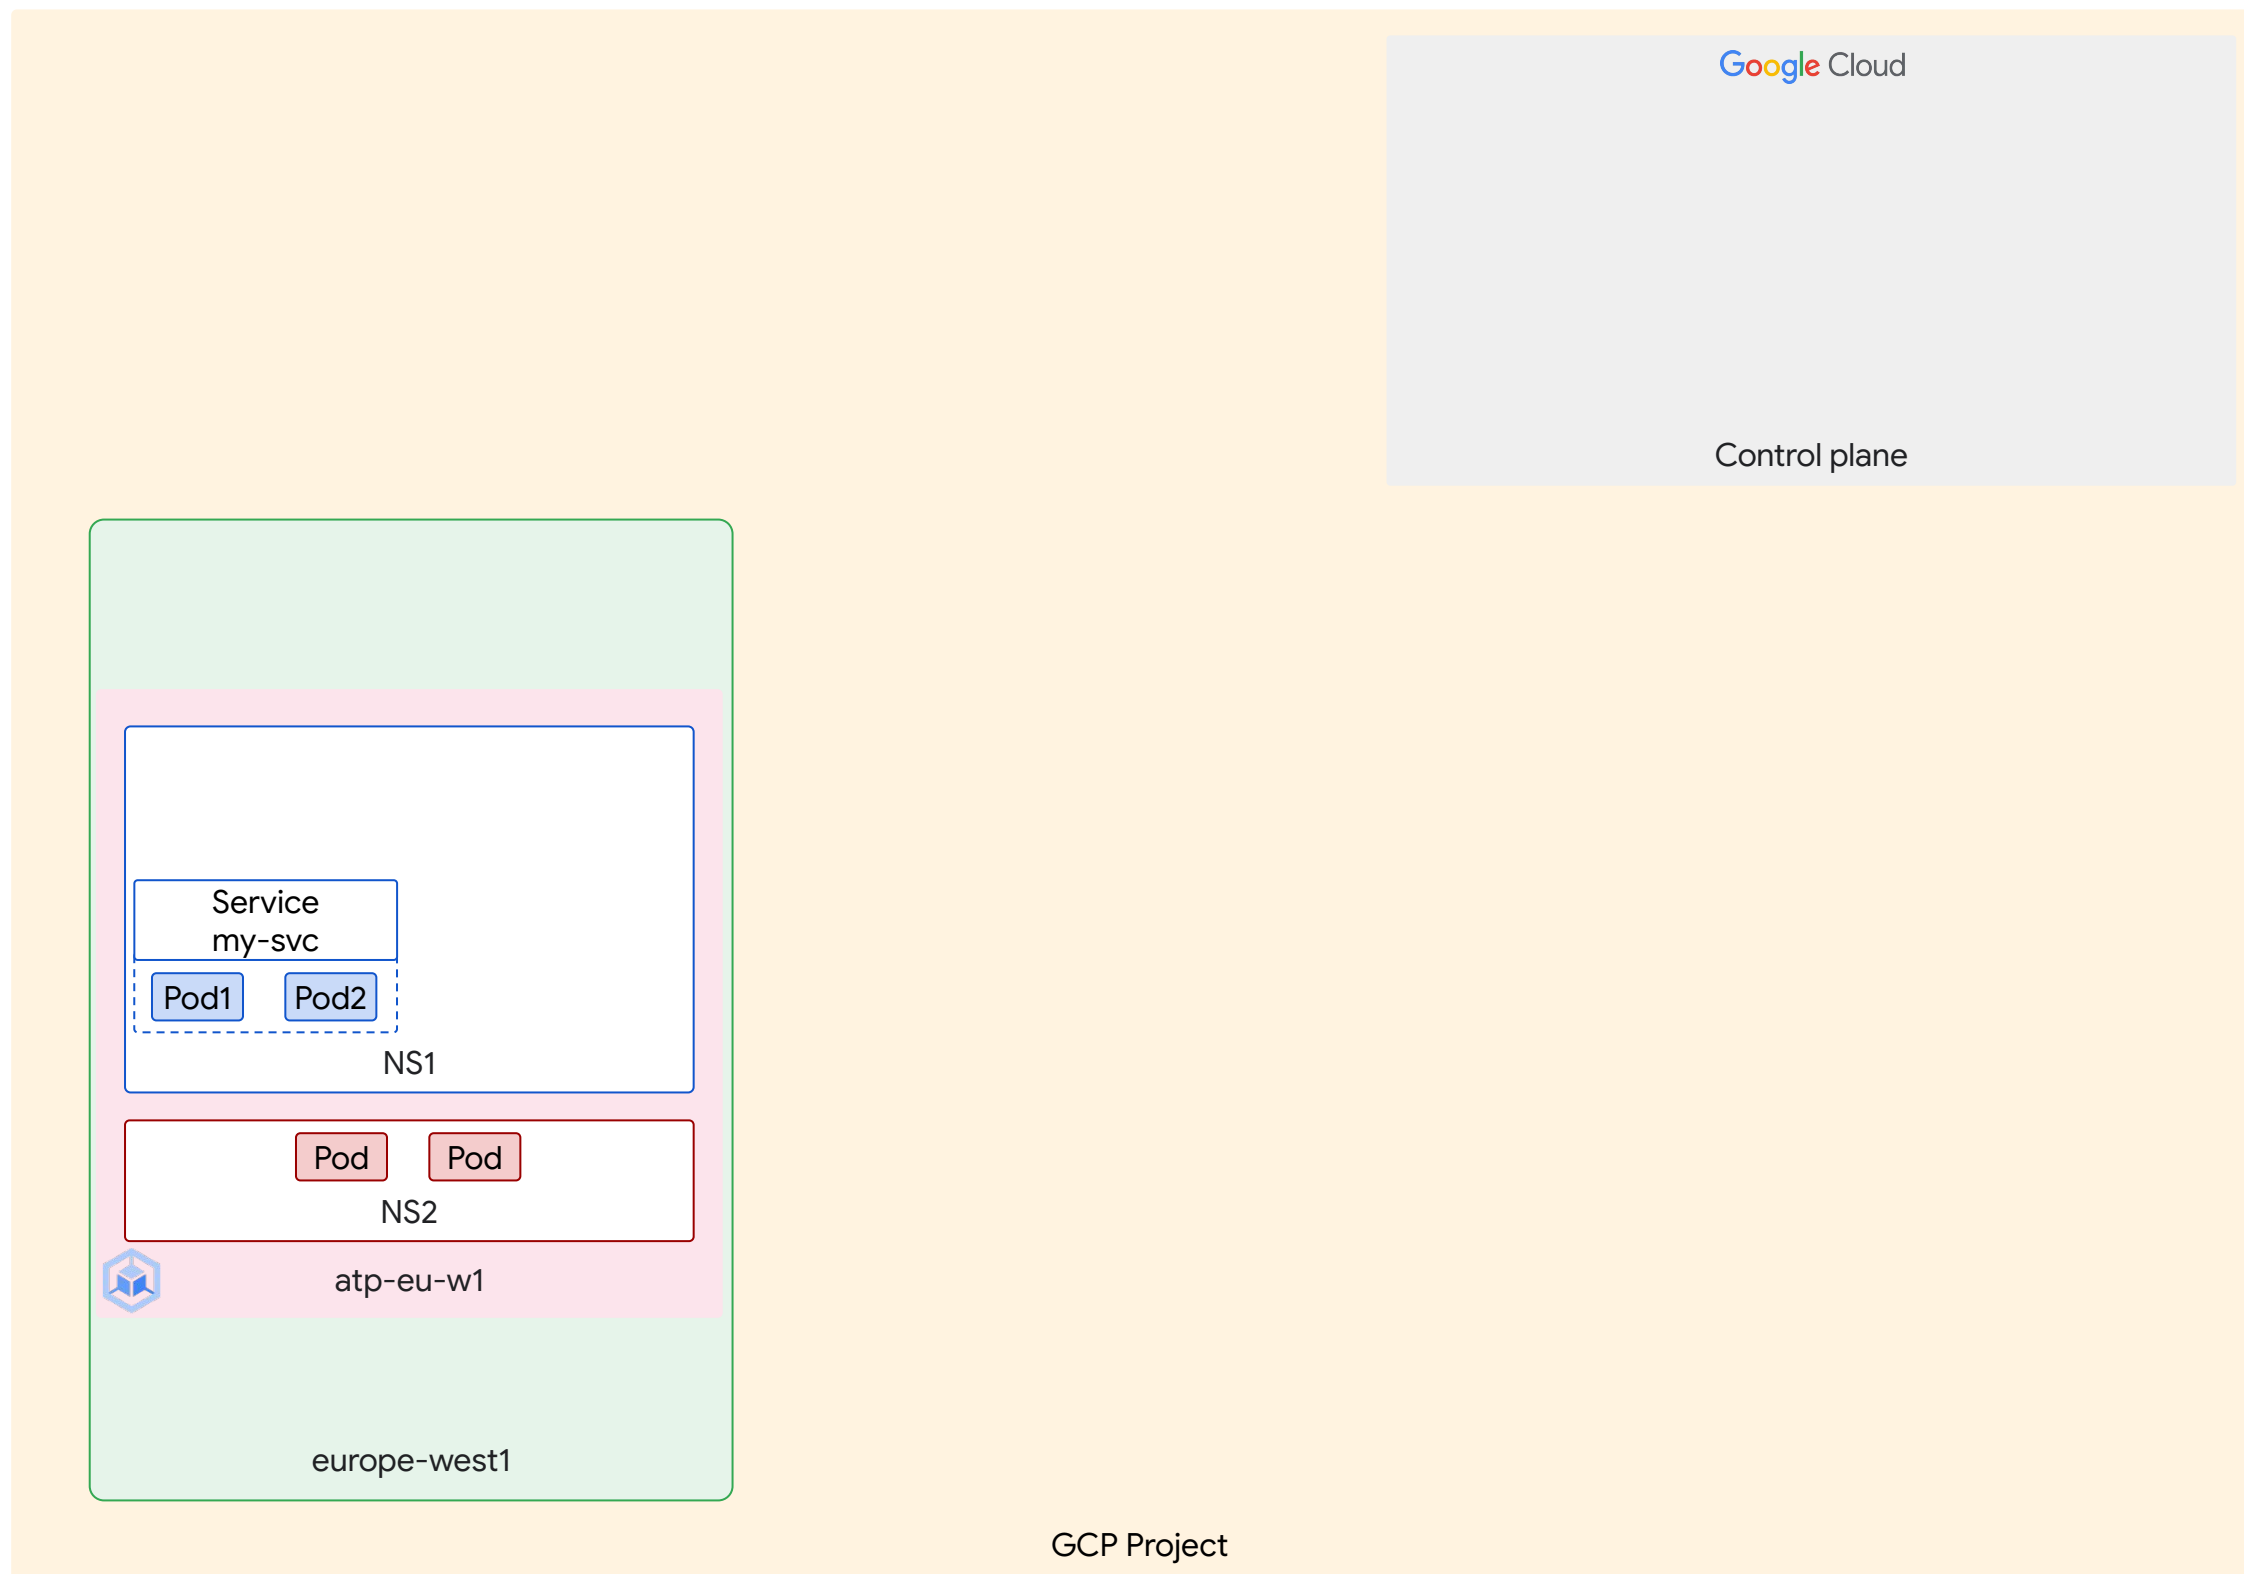 Google Cloud
Control plane
Service
my-svc
Pod1
Pod2
NS1
Pod
Pod
NS2
atp-eu-w1
europe-west1
GCP Project